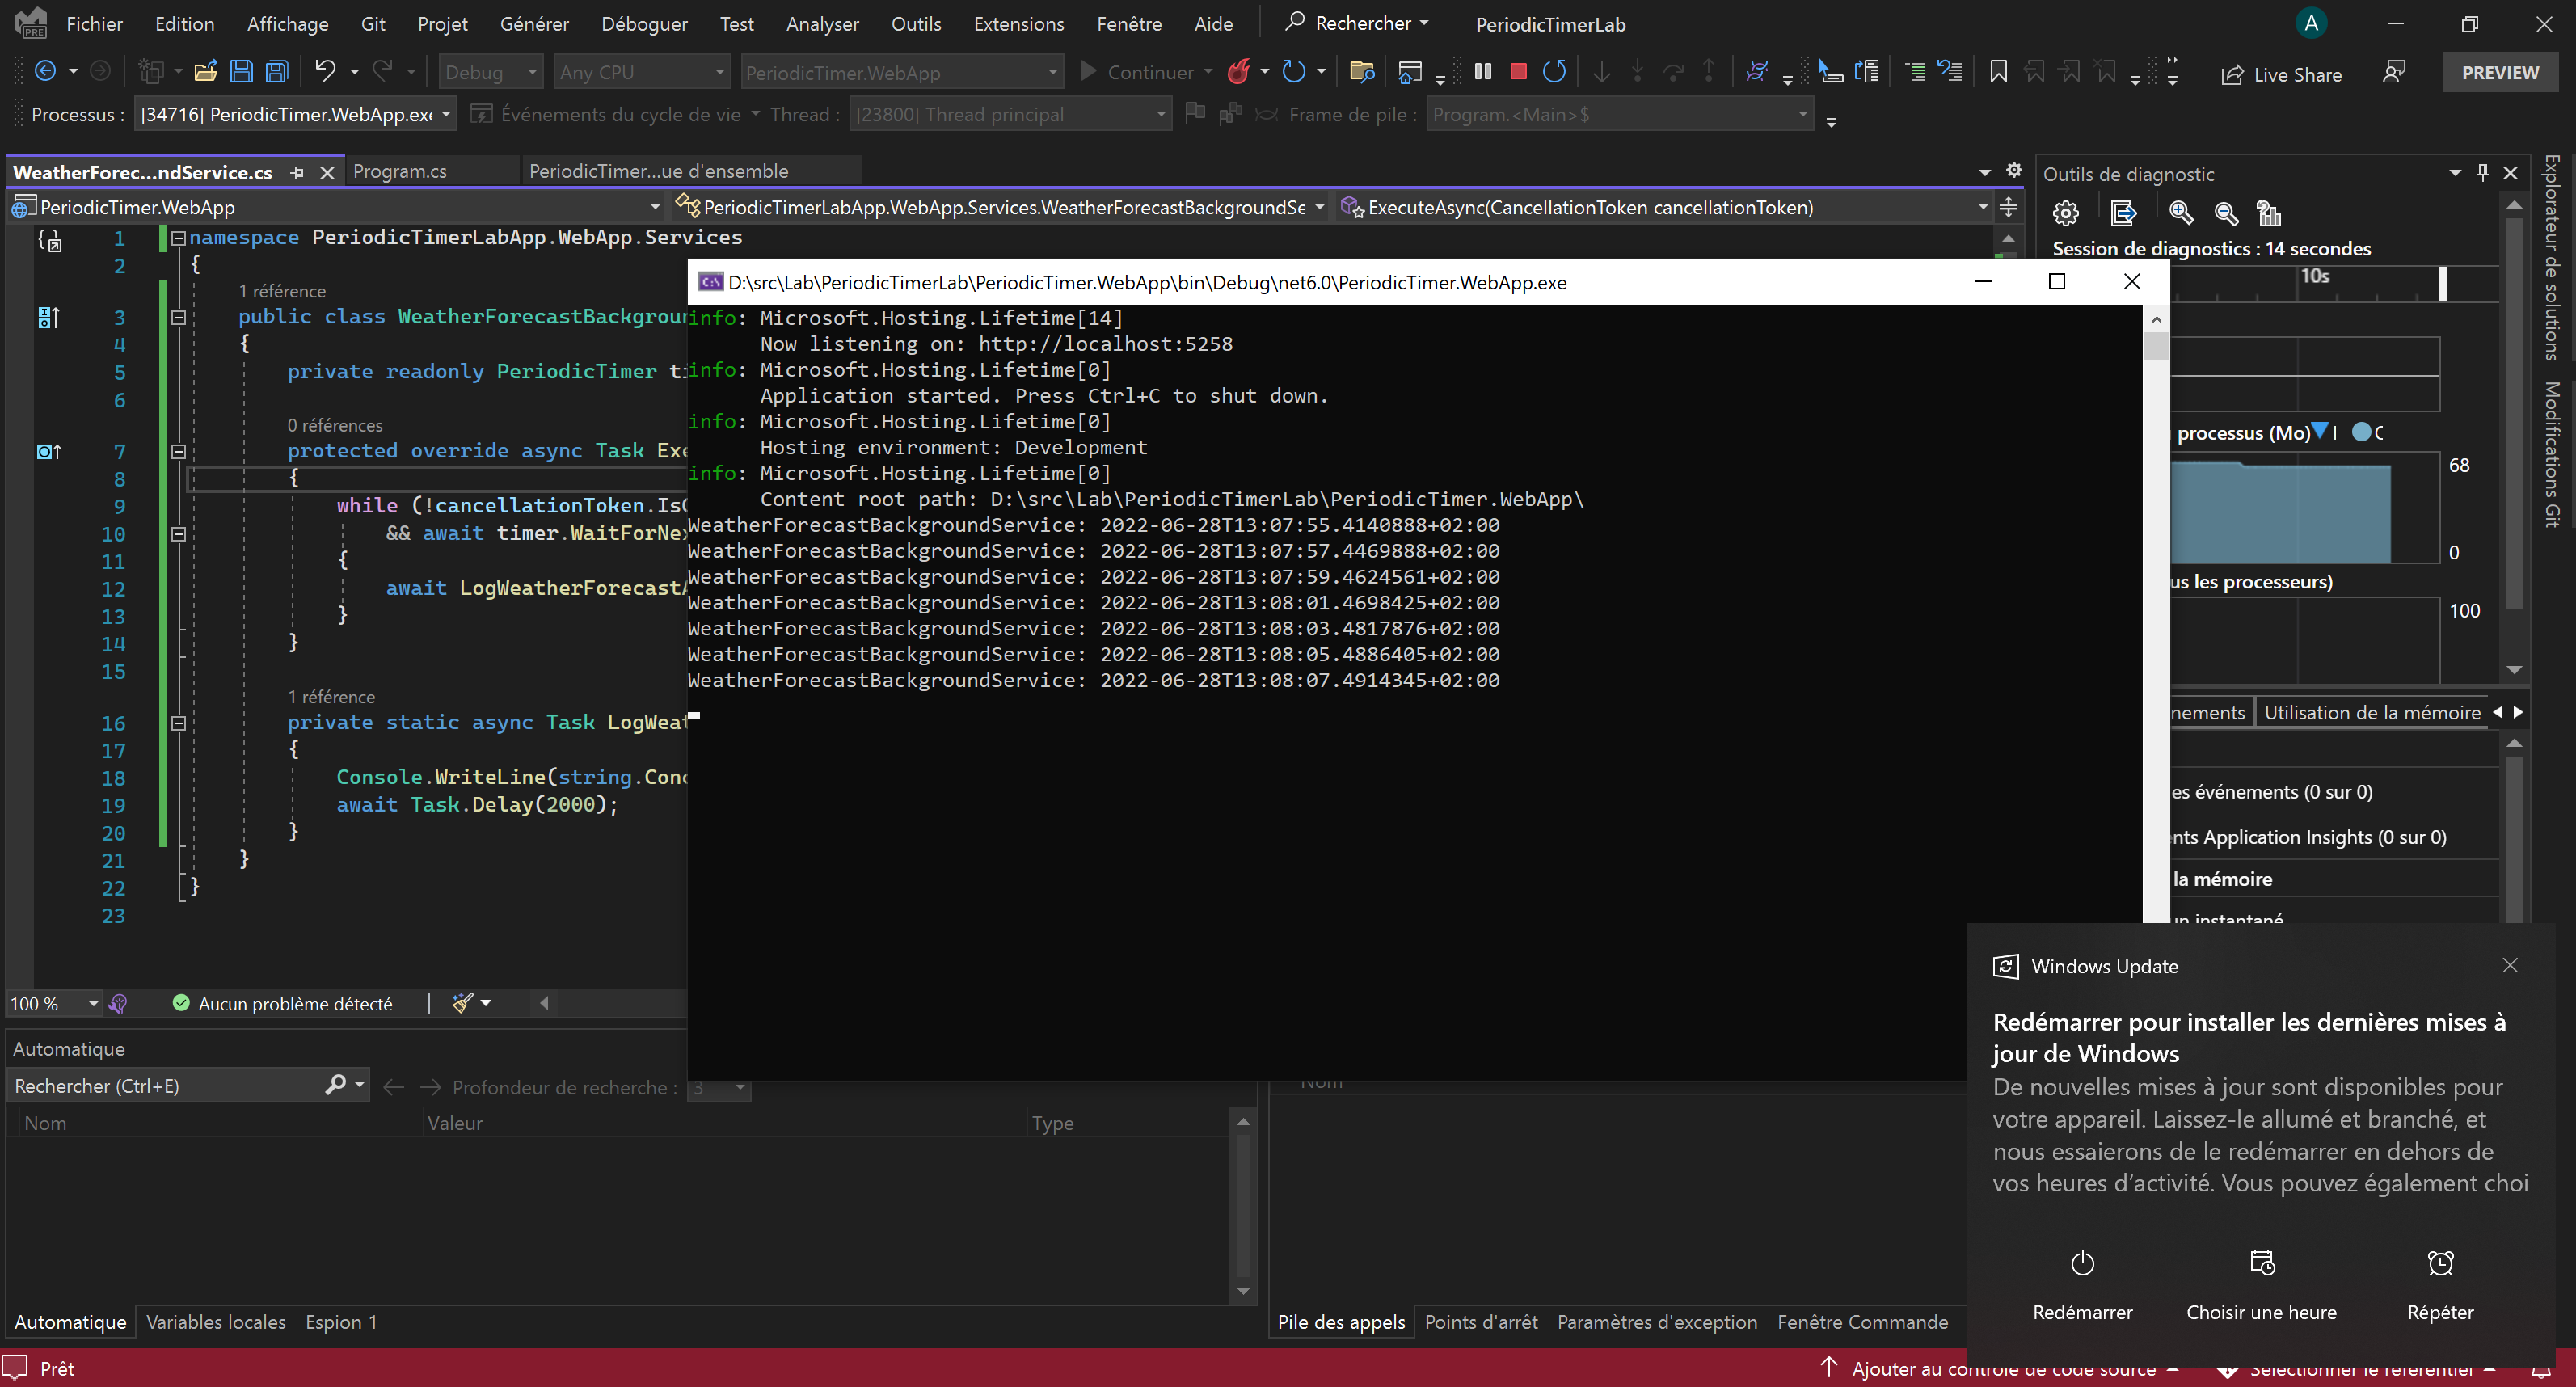 Fichier Edition Affichage Git Projet Générer Déboguer Test Analyser Outils Extensions Fenêtre Aide Rechercher PeriodicTimerLab A
PRE
Debug Any CPU PeriodicTimer.WebApp Continuer Live Share PREVIEW
Processus : [34716] PeriodicTimer.WebApp.exe Événements du cycle de vie Thread : [23800] Thread principal Frame de pile : Program.<Main>$
WeatherForec...ndService.cs Program.cs PeriodicTimer...ue d'ensemble
PeriodicTimer.WebApp PeriodicTimerLabApp.WebApp.Services.WeatherForecastBackgroundSe ExecuteAsync(CancellationToken cancellationToken)
1 namespace PeriodicTimerLabApp.WebApp.Services
2 {
1 référence
3 public class WeatherForecastBackgroun
4 {
5 private readonly PeriodicTimer ti
6
0 références
7 protected override async Task Exe
8 {
9 while (!cancellationToken.IsC
10 && await timer.WaitForNex
11 {
12 await LogWeatherForecastA
13 }
14 }
15
1 référence
16 private static async Task LogWeat
17 {
18 Console.WriteLine(string.Conc
19 await Task.Delay(2000);
20 }
21 }
22 }
23
100 % Aucun problème détecté
D:\src\Lab\PeriodicTimerLab\PeriodicTimer.WebApp\bin\Debug\net6.0\PeriodicTimer.WebApp.exe
info: Microsoft.Hosting.Lifetime[14]
Now listening on: http://localhost:5258
info: Microsoft.Hosting.Lifetime[0]
Application started. Press Ctrl+C to shut down.
info: Microsoft.Hosting.Lifetime[0]
Hosting environment: Development
info: Microsoft.Hosting.Lifetime[0]
Content root path: D:\src\Lab\PeriodicTimerLab\PeriodicTimer.WebApp\
WeatherForecastBackgroundService: 2022-06-28T13:07:55.4140888+02:00
WeatherForecastBackgroundService: 2022-06-28T13:07:57.4469888+02:00
WeatherForecastBackgroundService: 2022-06-28T13:07:59.4624561+02:00
WeatherForecastBackgroundService: 2022-06-28T13:08:01.4698425+02:00
WeatherForecastBackgroundService: 2022-06-28T13:08:03.4817876+02:00
WeatherForecastBackgroundService: 2022-06-28T13:08:05.4886405+02:00
WeatherForecastBackgroundService: 2022-06-28T13:08:07.4914345+02:00
Outils de diagnostic
Session de diagnostics : 14 secondes
10s
processus (Mo)
68
0
us les processeurs)
100
nements Utilisation de la mémoire
es événements (0 sur 0)
nts Application Insights (0 sur 0)
la mémoire
un instantané
Explorateur de solutions
Modifications Git
Automatique
Rechercher (Ctrl+E) Profondeur de recherche : 3
Nom Valeur Type
Nom
Automatique Variables locales Espion 1
Pile des appels Points d'arrêt Paramètres d'exception Fenêtre Commande
Windows Update
Redémarrer pour installer les dernières mises à
jour de Windows
De nouvelles mises à jour sont disponibles pour
votre appareil. Laissez-le allumé et branché, et
nous essaierons de le redémarrer en dehors de
vos heures d'activité. Vous pouvez également choi
Redémarrer Choisir une heure Répéter
Prêt Ajouter au contrôle de code source Sélectionner le référentiel